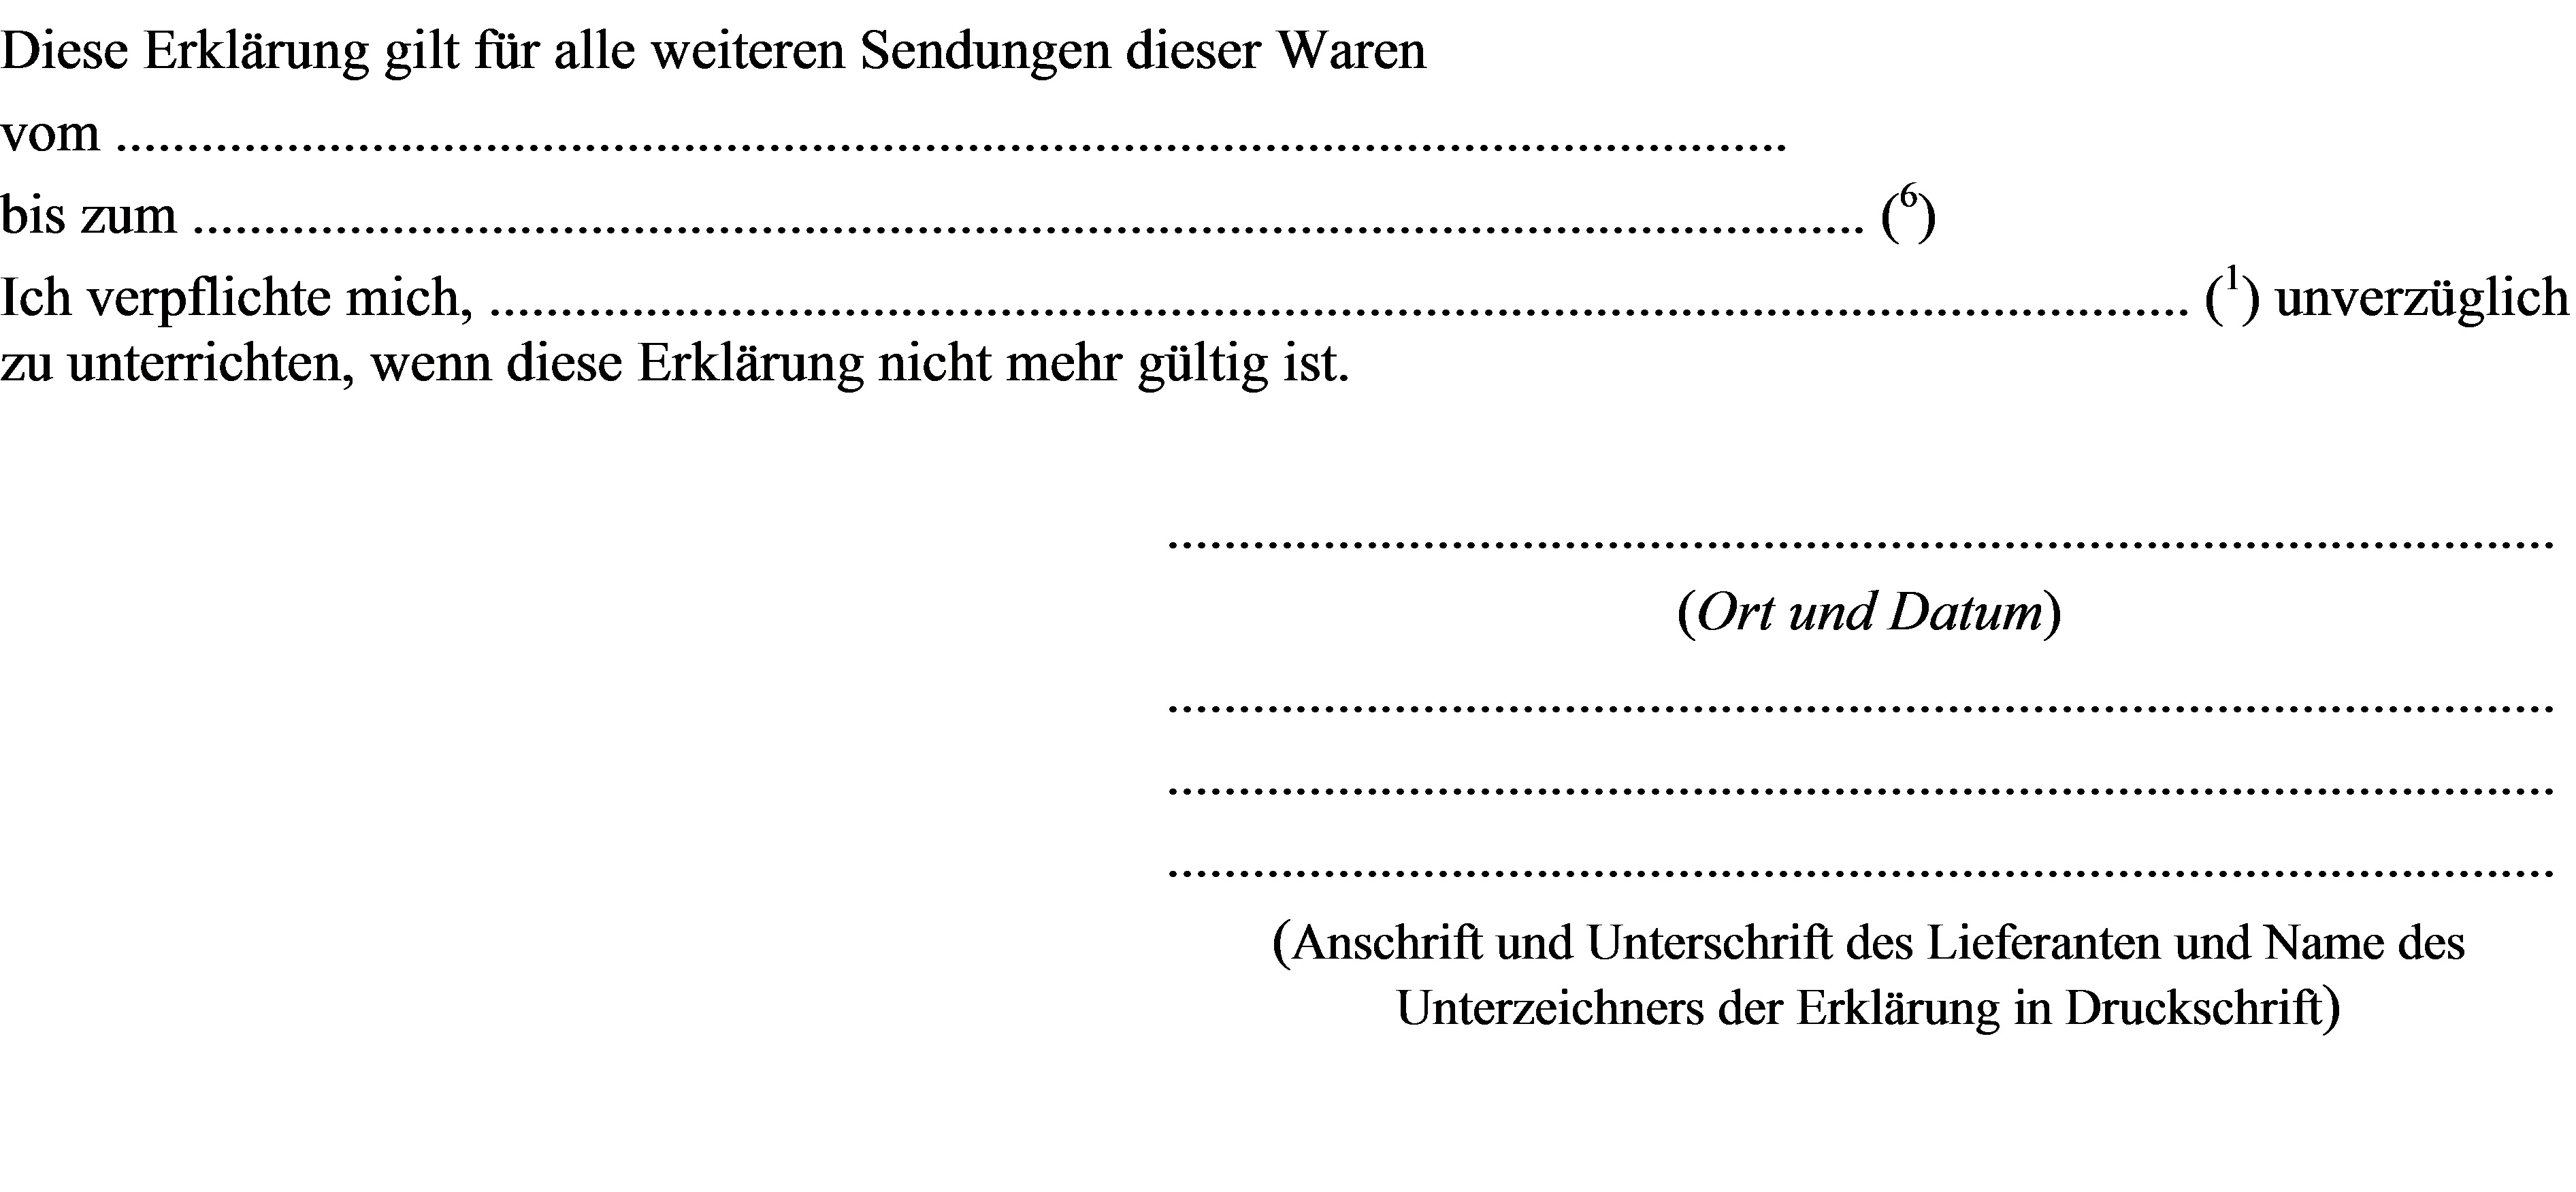 Diese Erklärung gilt für alle weiteren Sendungen dieser Waren
vom ......................................................................................................................
bis zum ...................................................................................................................... (⁶)
Ich verpflichte mich, ........................................................................................................................ (¹) unverzüglich
zu unterrichten, wenn diese Erklärung nicht mehr gültig ist.
..................................................................................................
(Ort und Datum)
..................................................................................................
..................................................................................................
..................................................................................................
(Anschrift und Unterschrift des Lieferanten und Name des
Unterzeichners der Erklärung in Druckschrift)